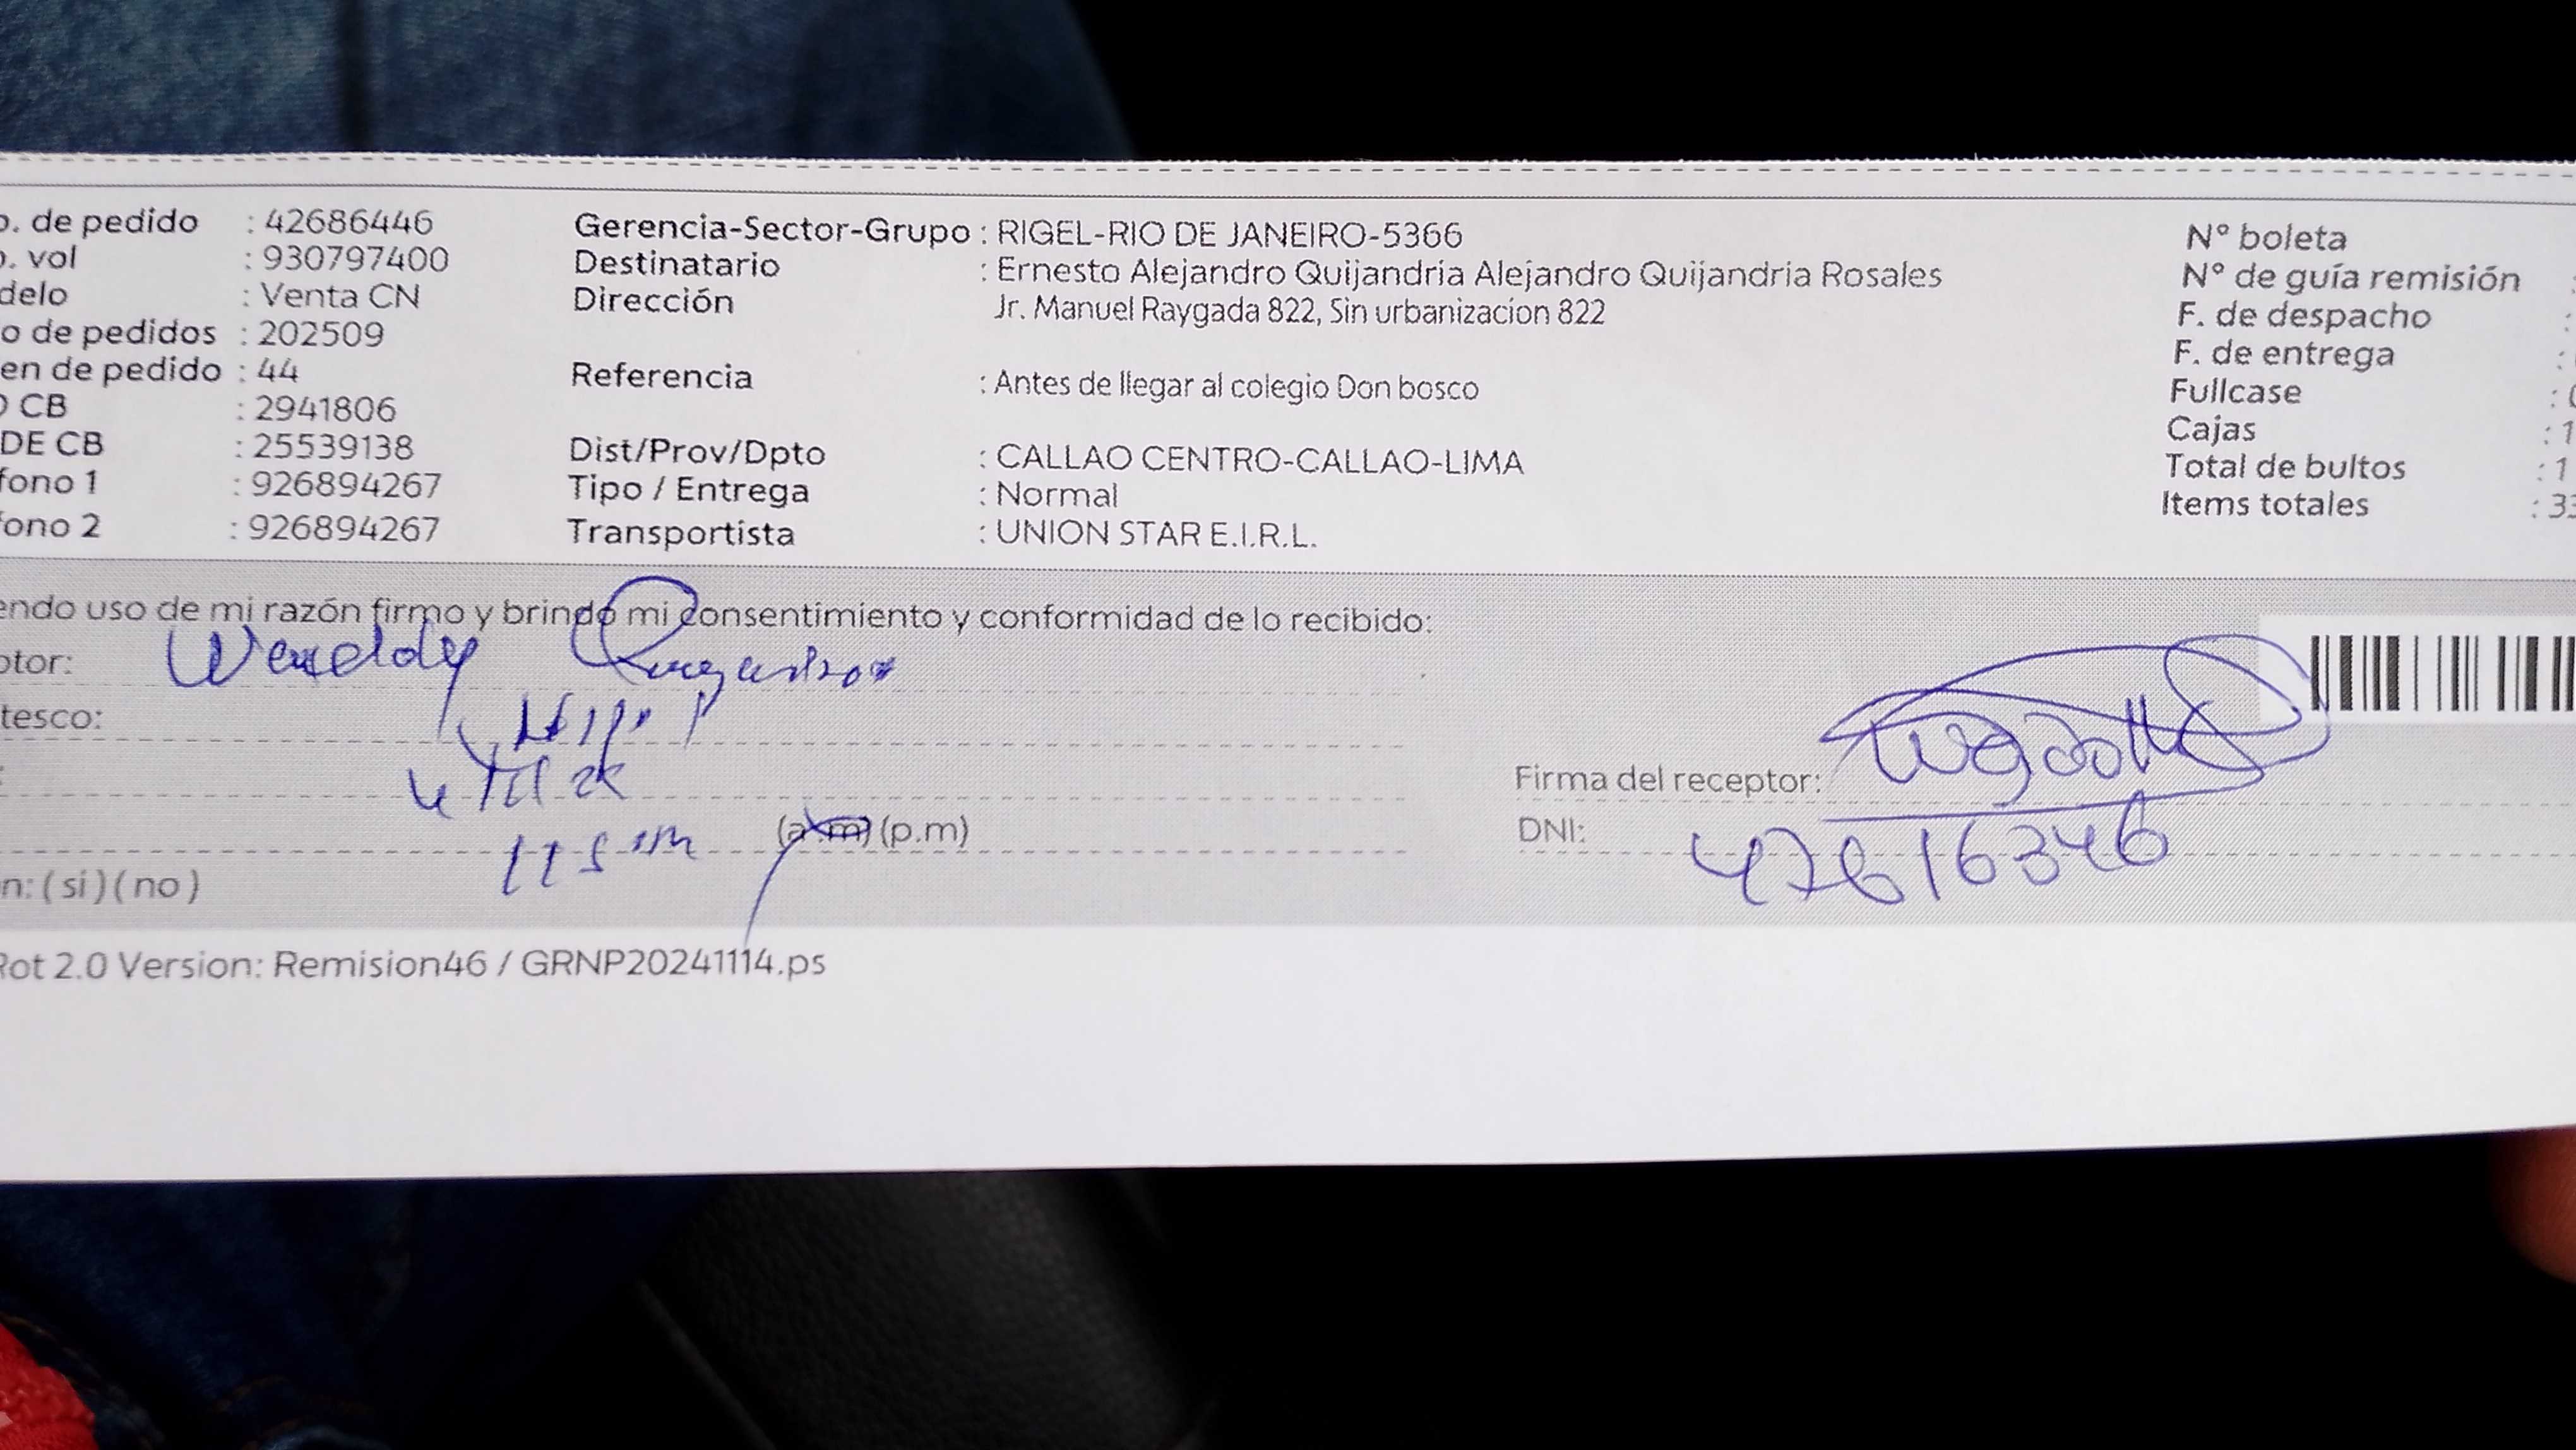 o. de pedido : 42686446
o. vol : 930797400
delo : Venta CN
o de pedidos : 202509
en de pedido : 44
O CB : 2941806
DE CB : 25539138
fono 1 : 926894267
fono 2 : 926894267
Gerencia-Sector-Grupo : RIGEL-RIO DE JANEIRO-5366
Destinatario : Ernesto Alejandro Quijandria Alejandro Quijandria Rosales
Dirección Jr. Manuel Raygada 822, Sin urbanizacion 822
Referencia : Antes de llegar al colegio Don bosco
Dist/Prov/Dpto : CALLAO CENTRO-CALLAO-LIMA
Tipo / Entrega : Normal
Transportista : UNION STAR E.I.R.L.
N° boleta
N° de guía remisión :
F. de despacho :
F. de entrega :
Fullcase :
Cajas : 1
Total de bultos : 1
Items totales : 33
endo uso de mi razón firmo y brindo mi consentimiento y conformidad de lo recibido:
ptor: Wenddy
tesco:
(a.m) (p.m)
n: ( si ) ( no )
Firma del receptor:
DNI: 47616346
Rot 2.0 Version: Remision46 / GRNP20241114.ps